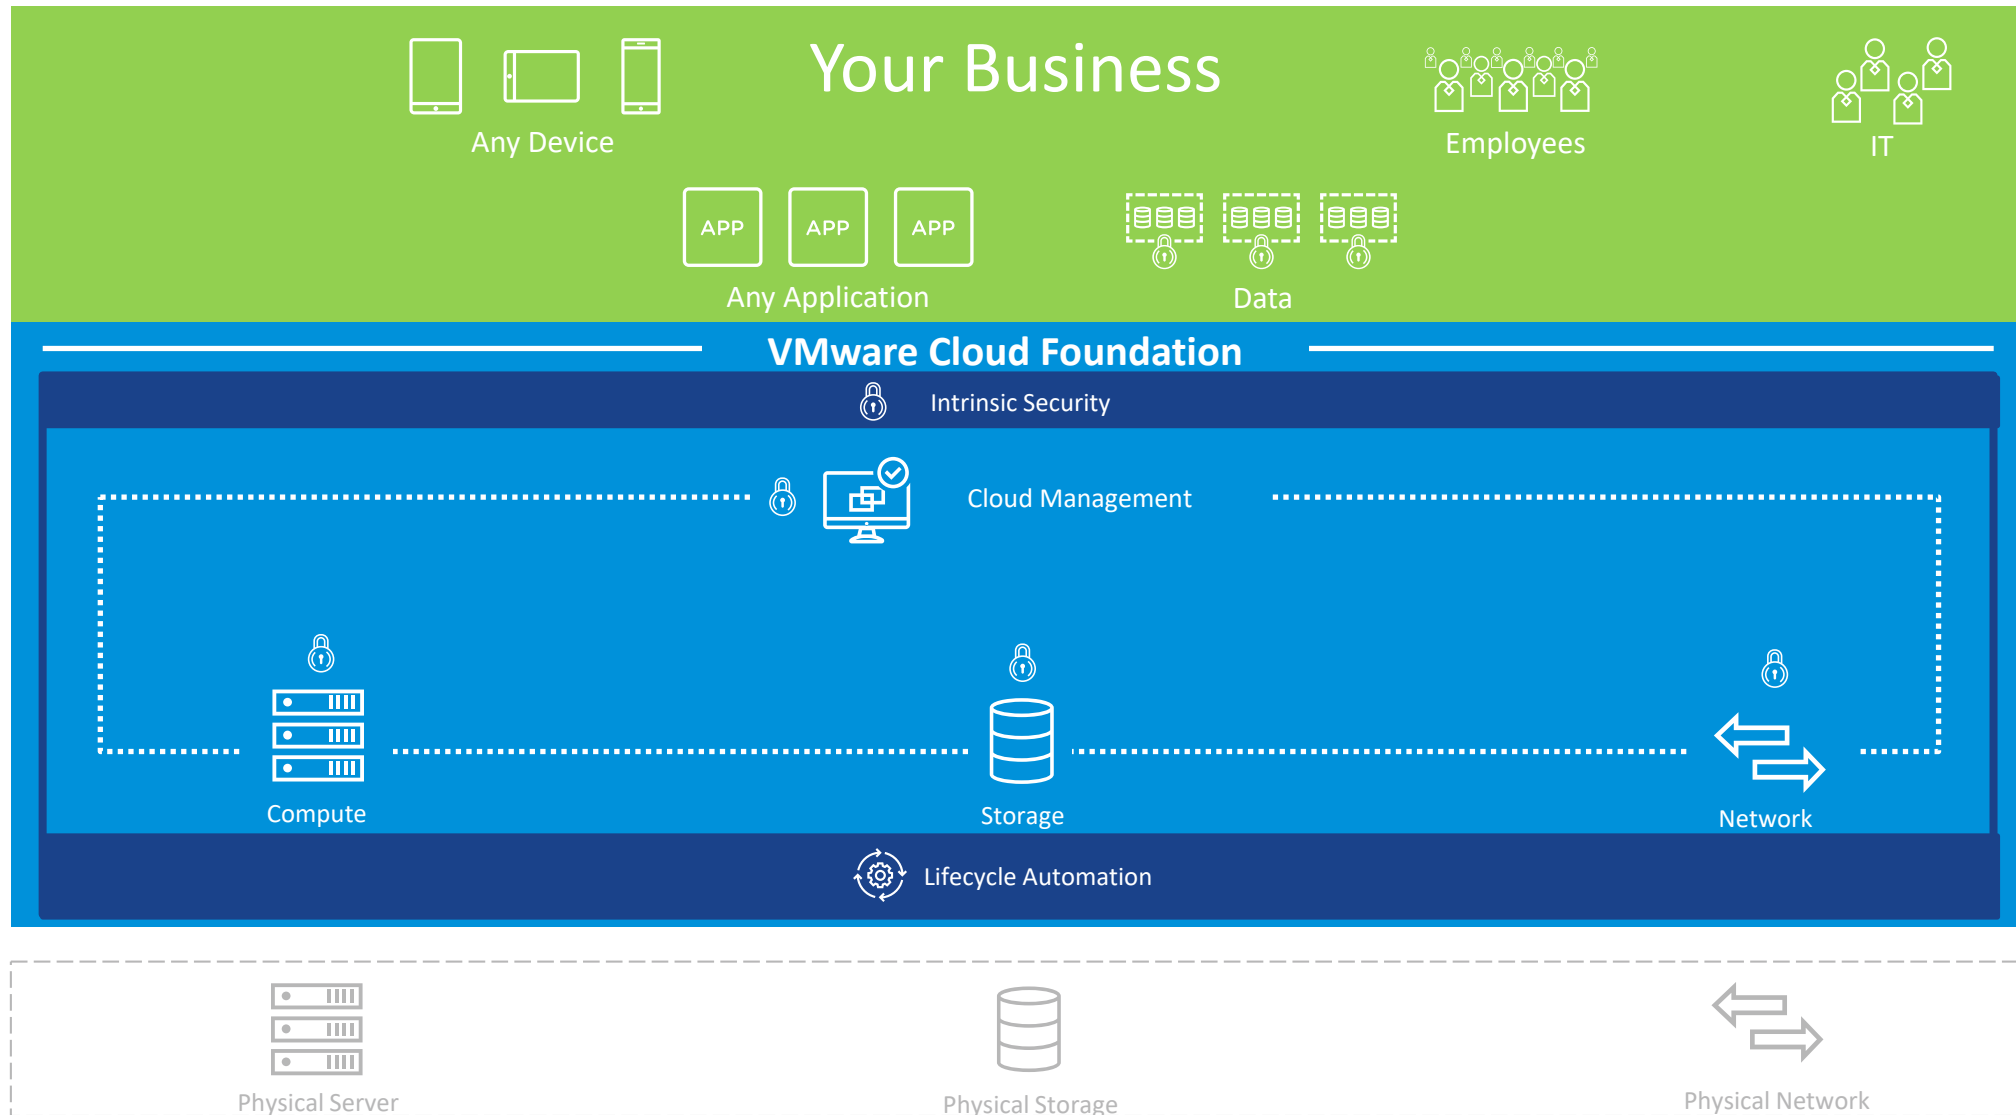 Your Business
Any Device
Employees
IT
APP APP APP
Any Application
Data
VMware Cloud Foundation
Intrinsic Security
Cloud Management
Compute
Storage
Network
Lifecycle Automation
Physical Server
Physical Storage
Physical Network